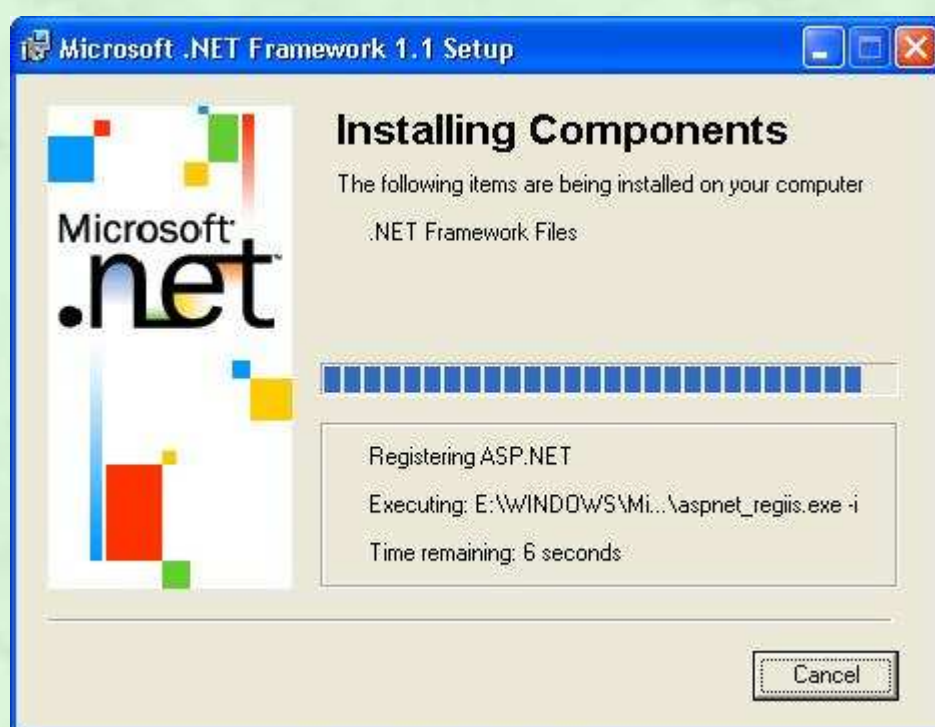 Microsoft .NET Framework 1.1 Setup
Installing Components
The following items are being installed on your computer
.NET Framework Files
Microsoft
.net
Registering ASP.NET
Executing: E:\WINDOWS\Mi...\aspnet_regiis.exe -i
Time remaining: 6 seconds
Cancel